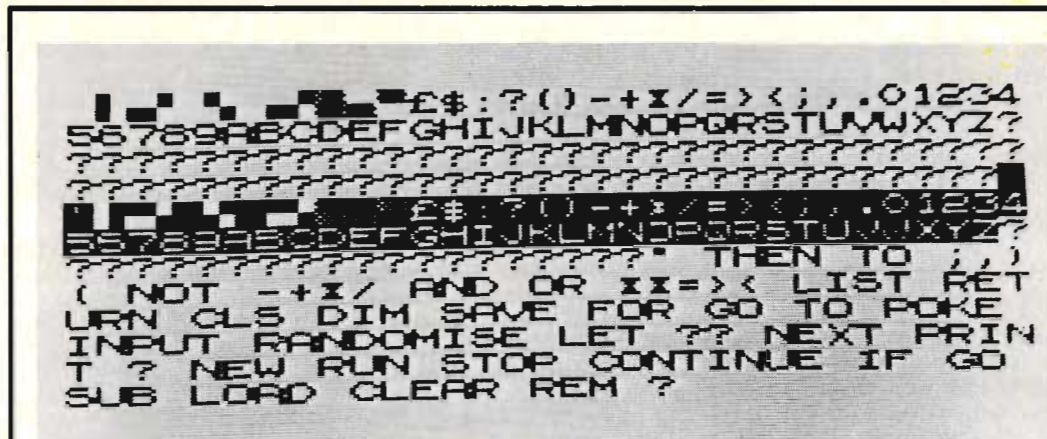 £$:?()-+*/=><;,.01234
56789ABCDEFGHIJKLMNOPQRSTUVWXYZ?
????????????????????????????????
???????????????????????????????
£$:?()-+*/=><;,.01234
56789ABCDEFGHIJKLMNOPQRSTUVWXYZ?
???????????????????" THEN TO ;,)
( NOT -+*/ AND OR **=>< LIST RET
URN CLS DIM SAVE FOR GO TO POKE
INPUT RANDOMISE LET ?? NEXT PRIN
T ? NEW RUN STOP CONTINUE IF GO
SUB LOAD CLEAR REM ?